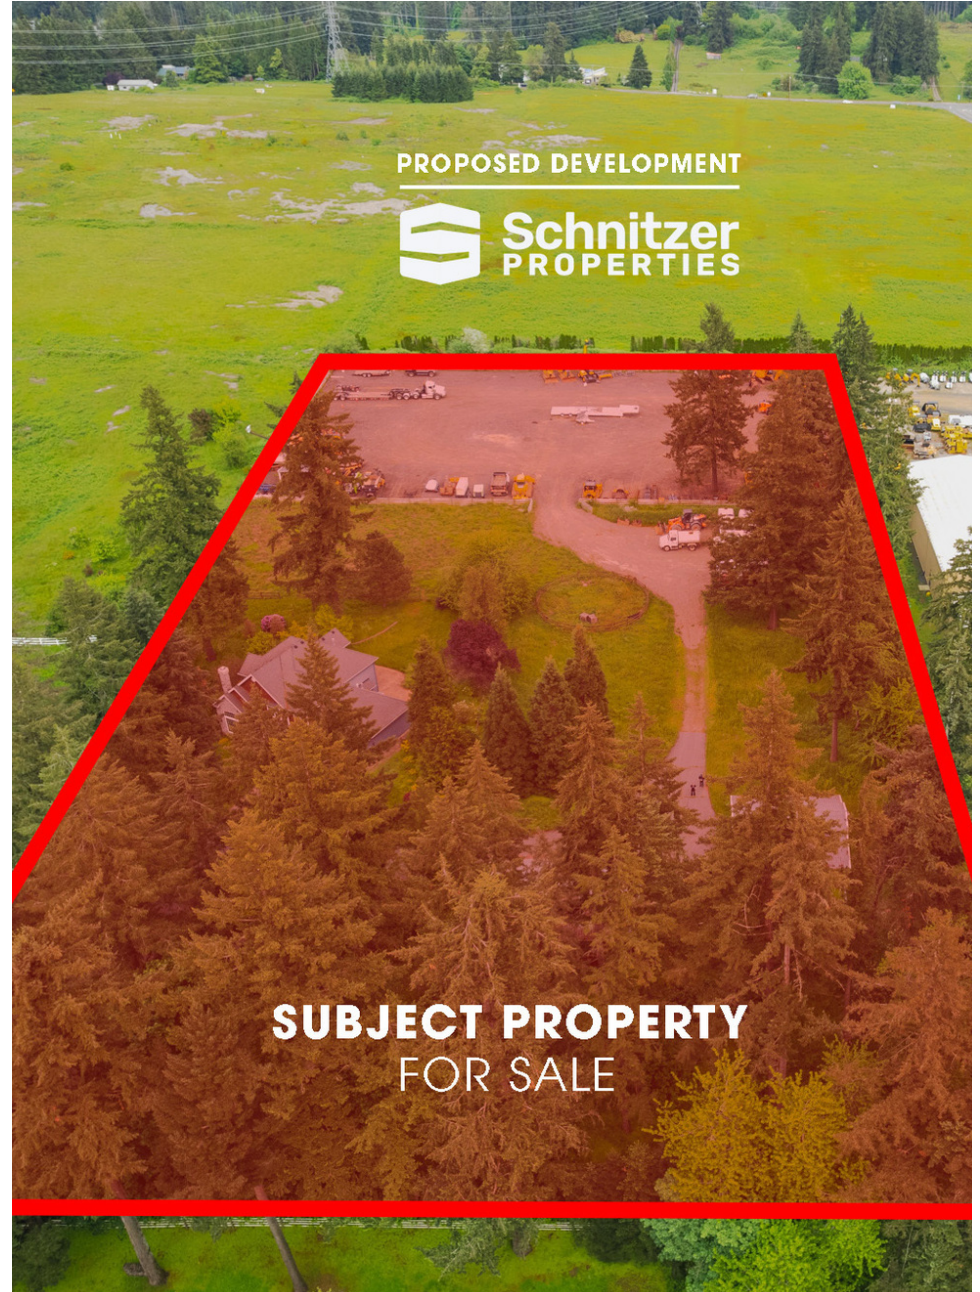 PROPOSED DEVELOPMENT
Schnitzer
PROPERTIES
SUBJECT PROPERTY
FOR SALE